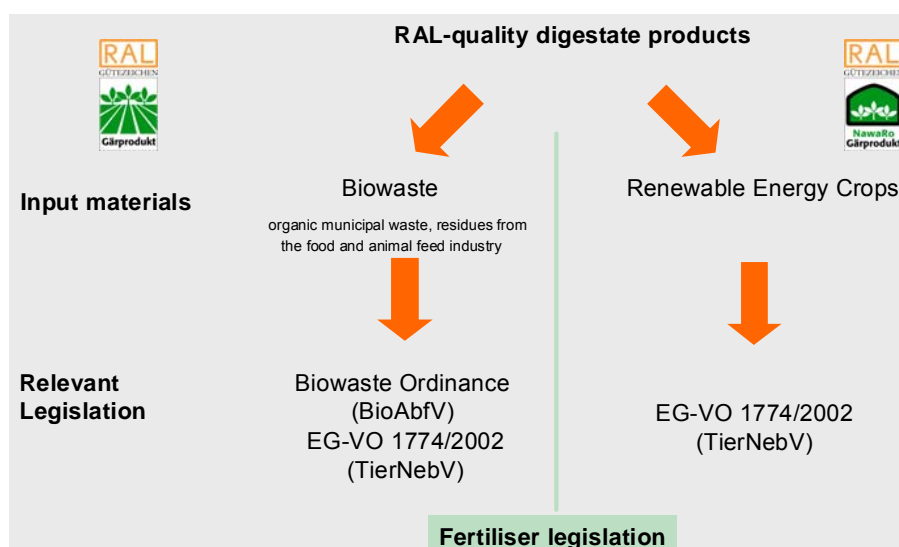 RAL-quality digestate products
RAL
GÜTEZEICHEN
Gärprodukt
RAL
GÜTEZEICHEN
NawaRo
Gärprodukt
Input materials
Biowaste
organic municipal waste, residues from
the food and animal feed industry
Renewable Energy Crops
Relevant
Legislation
Biowaste Ordinance
(BioAbfV)
EG-VO 1774/2002
(TierNebV)
EG-VO 1774/2002
(TierNebV)
Fertiliser legislation